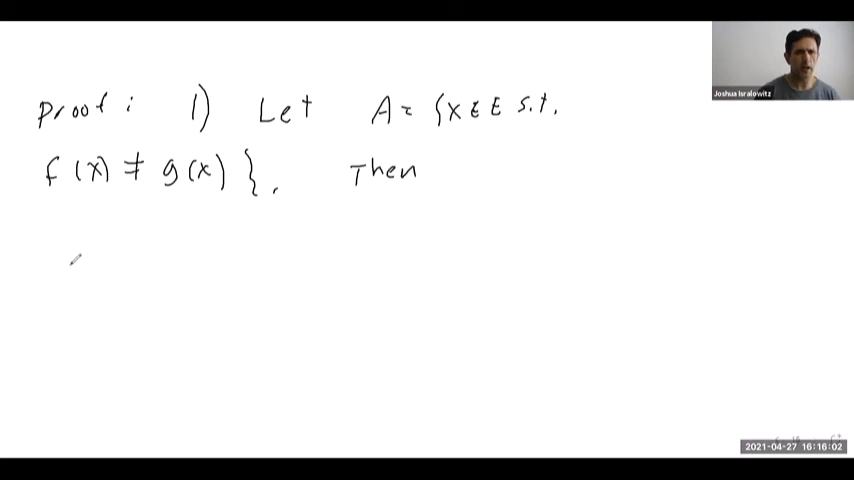 Joshua Isralowitz
Proof : 1) Let A = {x ∈ E s.t.
f(x) ≠ g(x)}. Then
2021-04-27 16:16:02